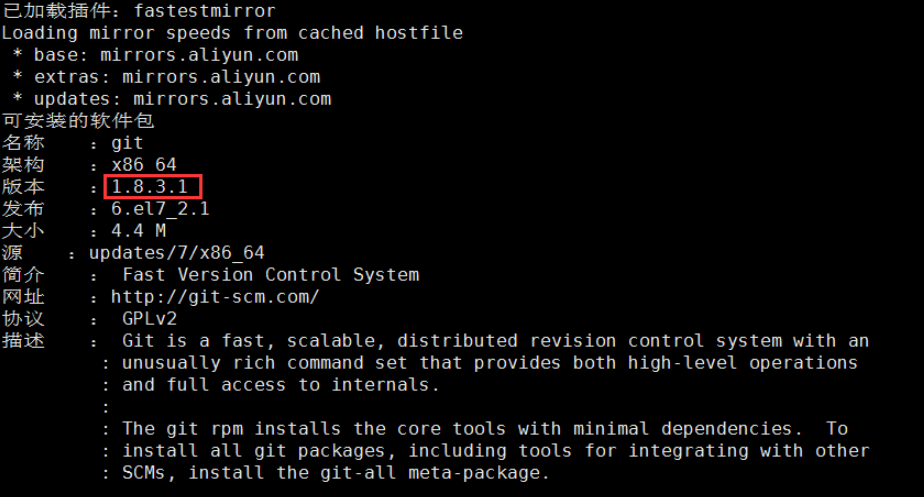 已加载插件：fastestmirror
Loading mirror speeds from cached hostfile
 * base: mirrors.aliyun.com
 * extras: mirrors.aliyun.com
 * updates: mirrors.aliyun.com
可安装的软件包
名称    ：git
架构    ：x86_64
版本    ：1.8.3.1
发布    ：6.el7_2.1
大小    ：4.4 M
源    ：updates/7/x86_64
简介    ： Fast Version Control System
网址    ：http://git-scm.com/
协议    ： GPLv2
描述    ： Git is a fast, scalable, distributed revision control system with an
         : unusually rich command set that provides both high-level operations
         : and full access to internals.
         :
         : The git rpm installs the core tools with minimal dependencies.  To
         : install all git packages, including tools for integrating with other
         : SCMs, install the git-all meta-package.